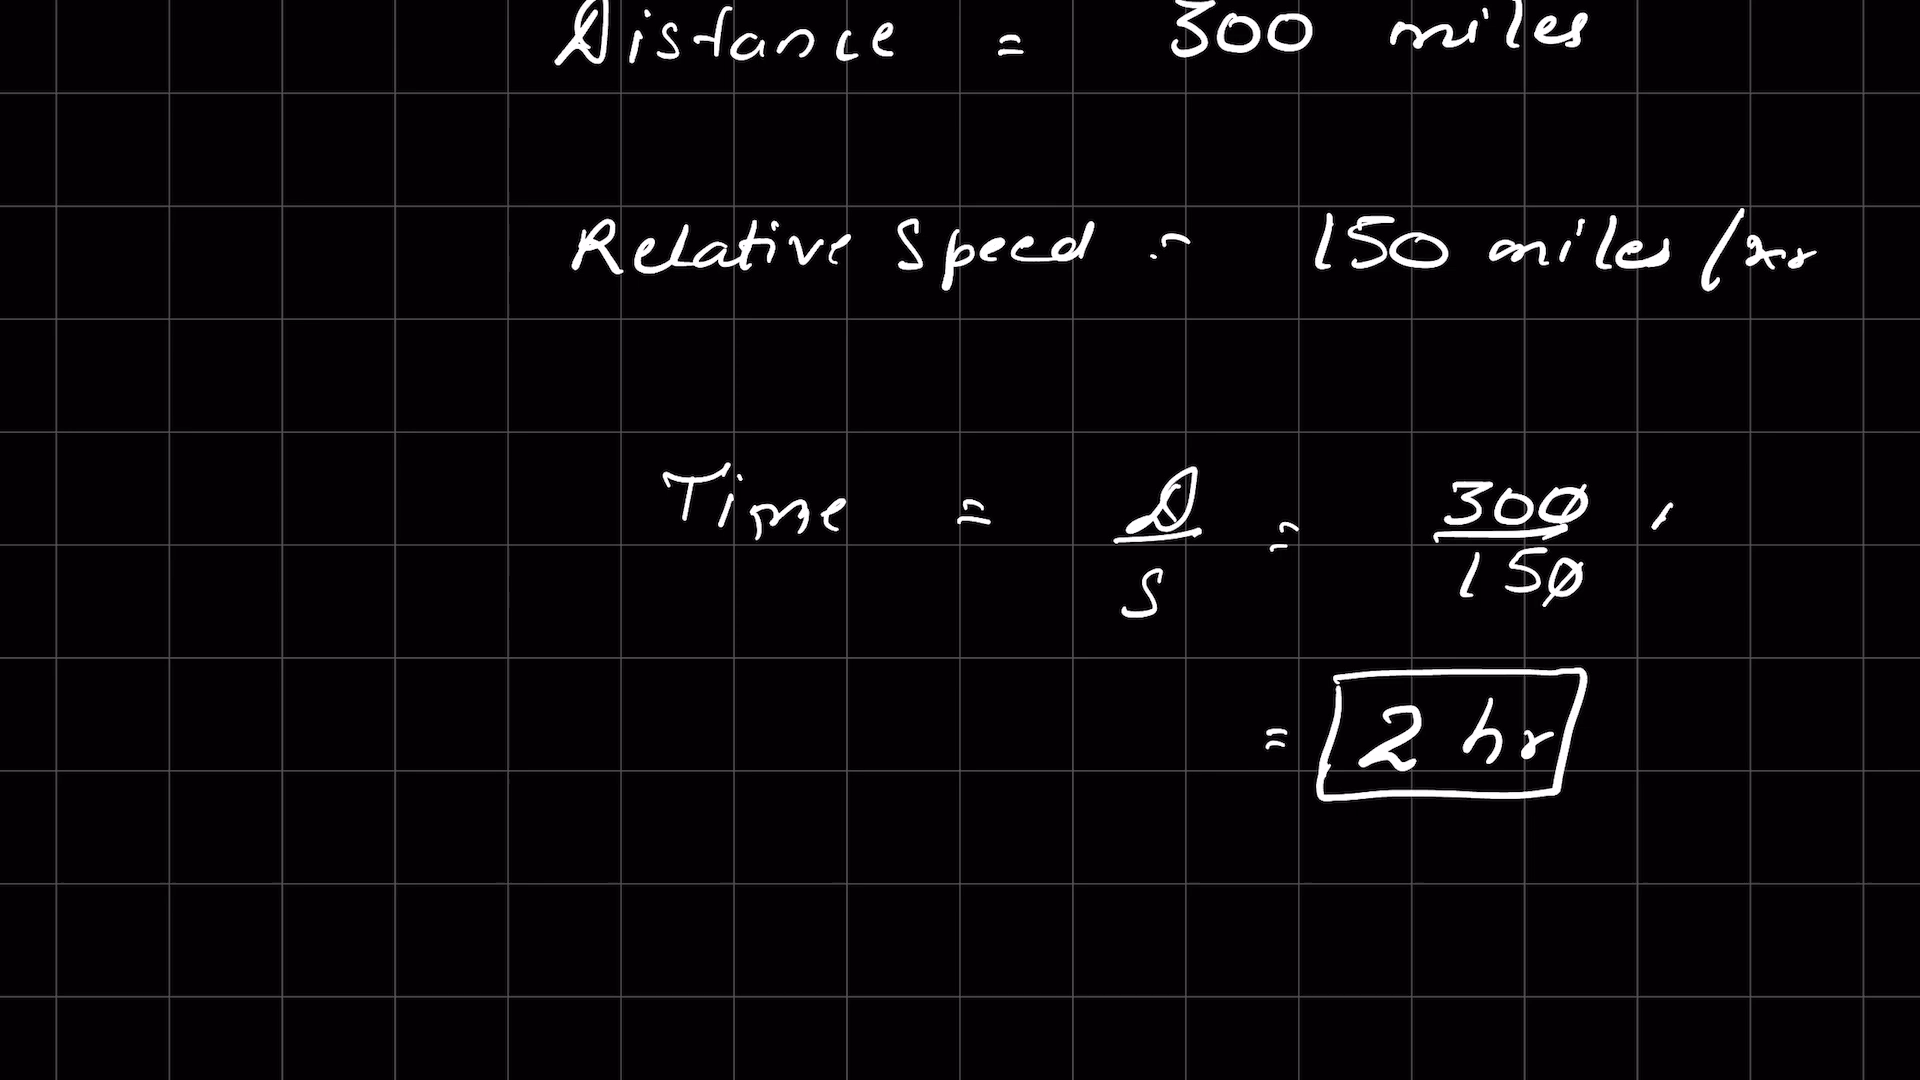 Distance = 300 miles
Relative Speed = 150 miles/hr
Time = D/S = 300/150
= 2 hr